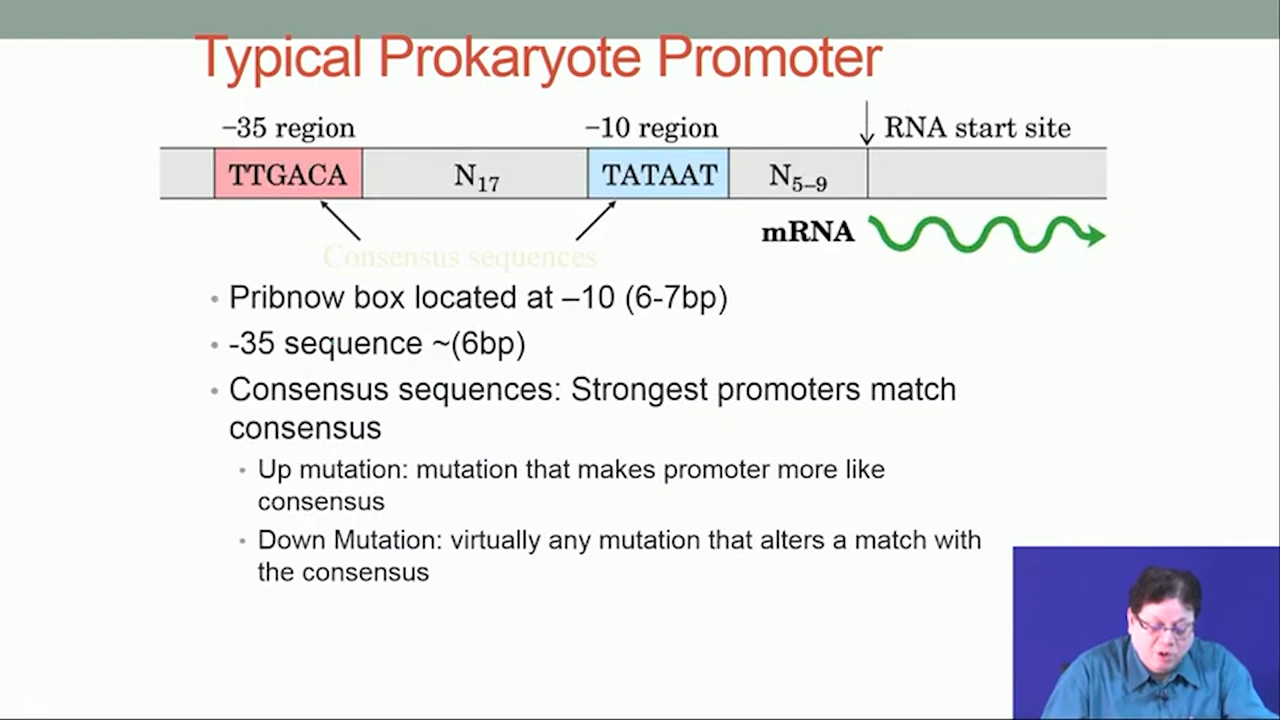 Typical Prokaryote Promoter
–35 region
–10 region
RNA start site
TTGACA
N17
TATAAT
N5–9
mRNA
Consensus sequences
• Pribnow box located at –10 (6-7bp)
• -35 sequence ~(6bp)
• Consensus sequences: Strongest promoters match
consensus
• Up mutation: mutation that makes promoter more like
consensus
• Down Mutation: virtually any mutation that alters a match with
the consensus